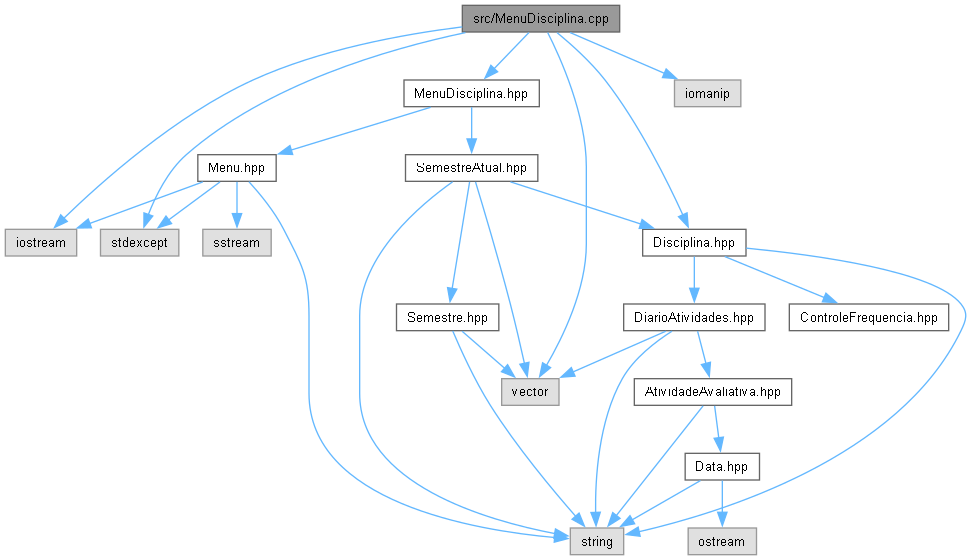 src/MenuDisciplina.cpp
MenuDisciplina.hpp
iomanip
Menu.hpp
SemestreAtual.hpp
iostream
stdexcept
sstream
Disciplina.hpp
Semestre.hpp
DiarioAtividades.hpp
ControleFrequencia.hpp
vector
AtividadeAvaliativa.hpp
Data.hpp
string
ostream